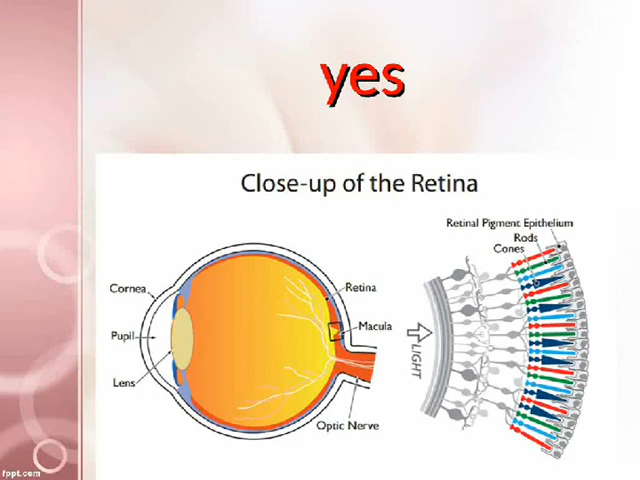 yes
Close-up of the Retina
Retinal Pigment Epithelium
Rods
Cones
Cornea
Retina
Macula
Pupil
LIGHT
Lens
Optic Nerve
fppt.com